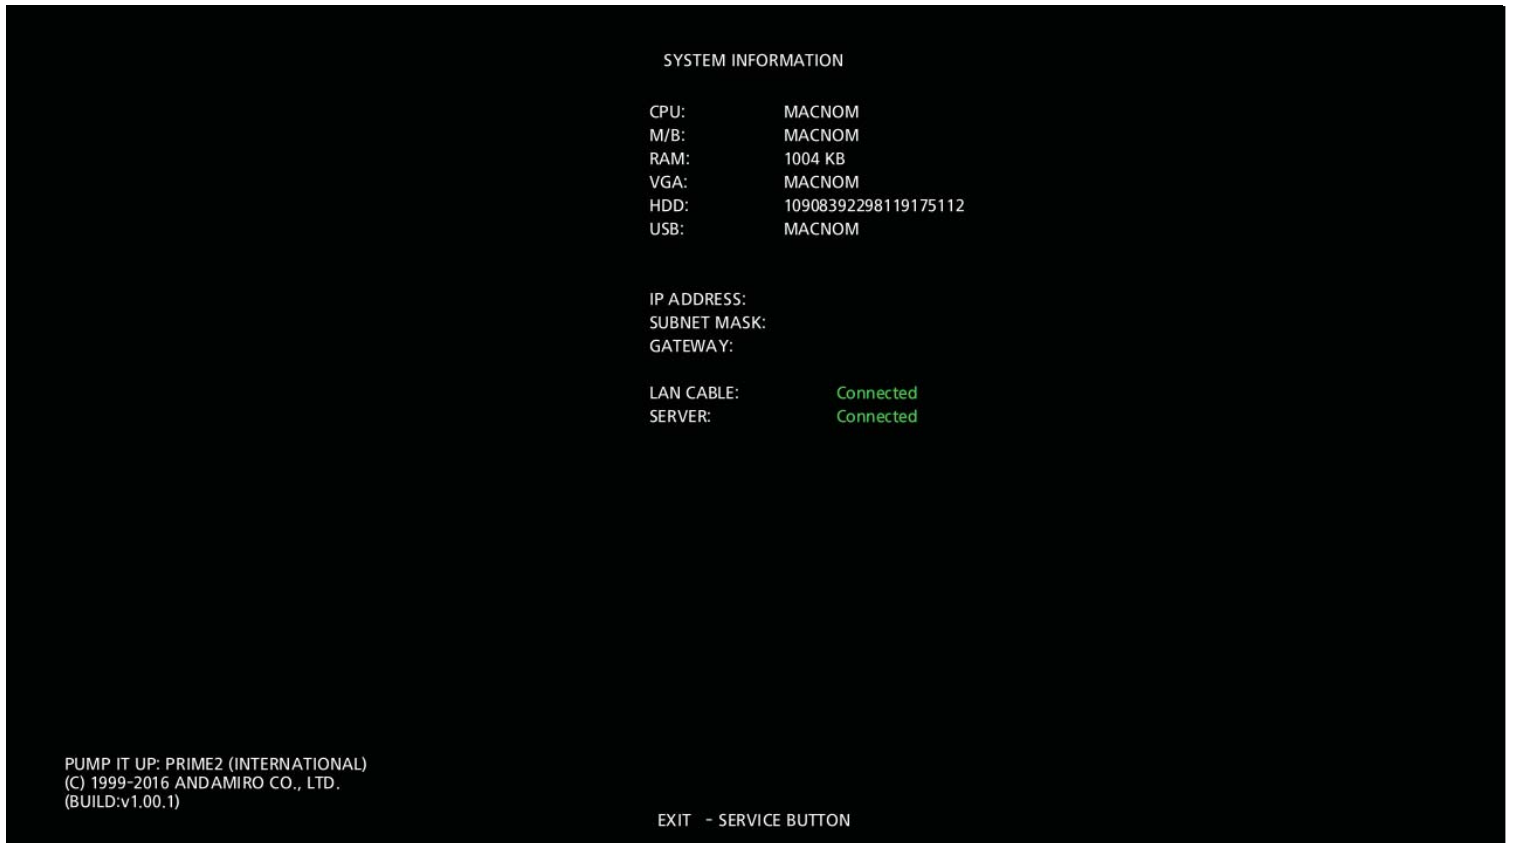 SYSTEM INFORMATION
CPU: MACNOM
M/B: MACNOM
RAM: 1004 KB
VGA: MACNOM
HDD: 10908392298119175112
USB: MACNOM
IP ADDRESS:
SUBNET MASK:
GATEWAY:
LAN CABLE: Connected
SERVER: Connected
PUMP IT UP: PRIME2 (INTERNATIONAL)
(C) 1999-2016 ANDAMIRO CO., LTD.
(BUILD:v1.00.1)
EXIT - SERVICE BUTTON